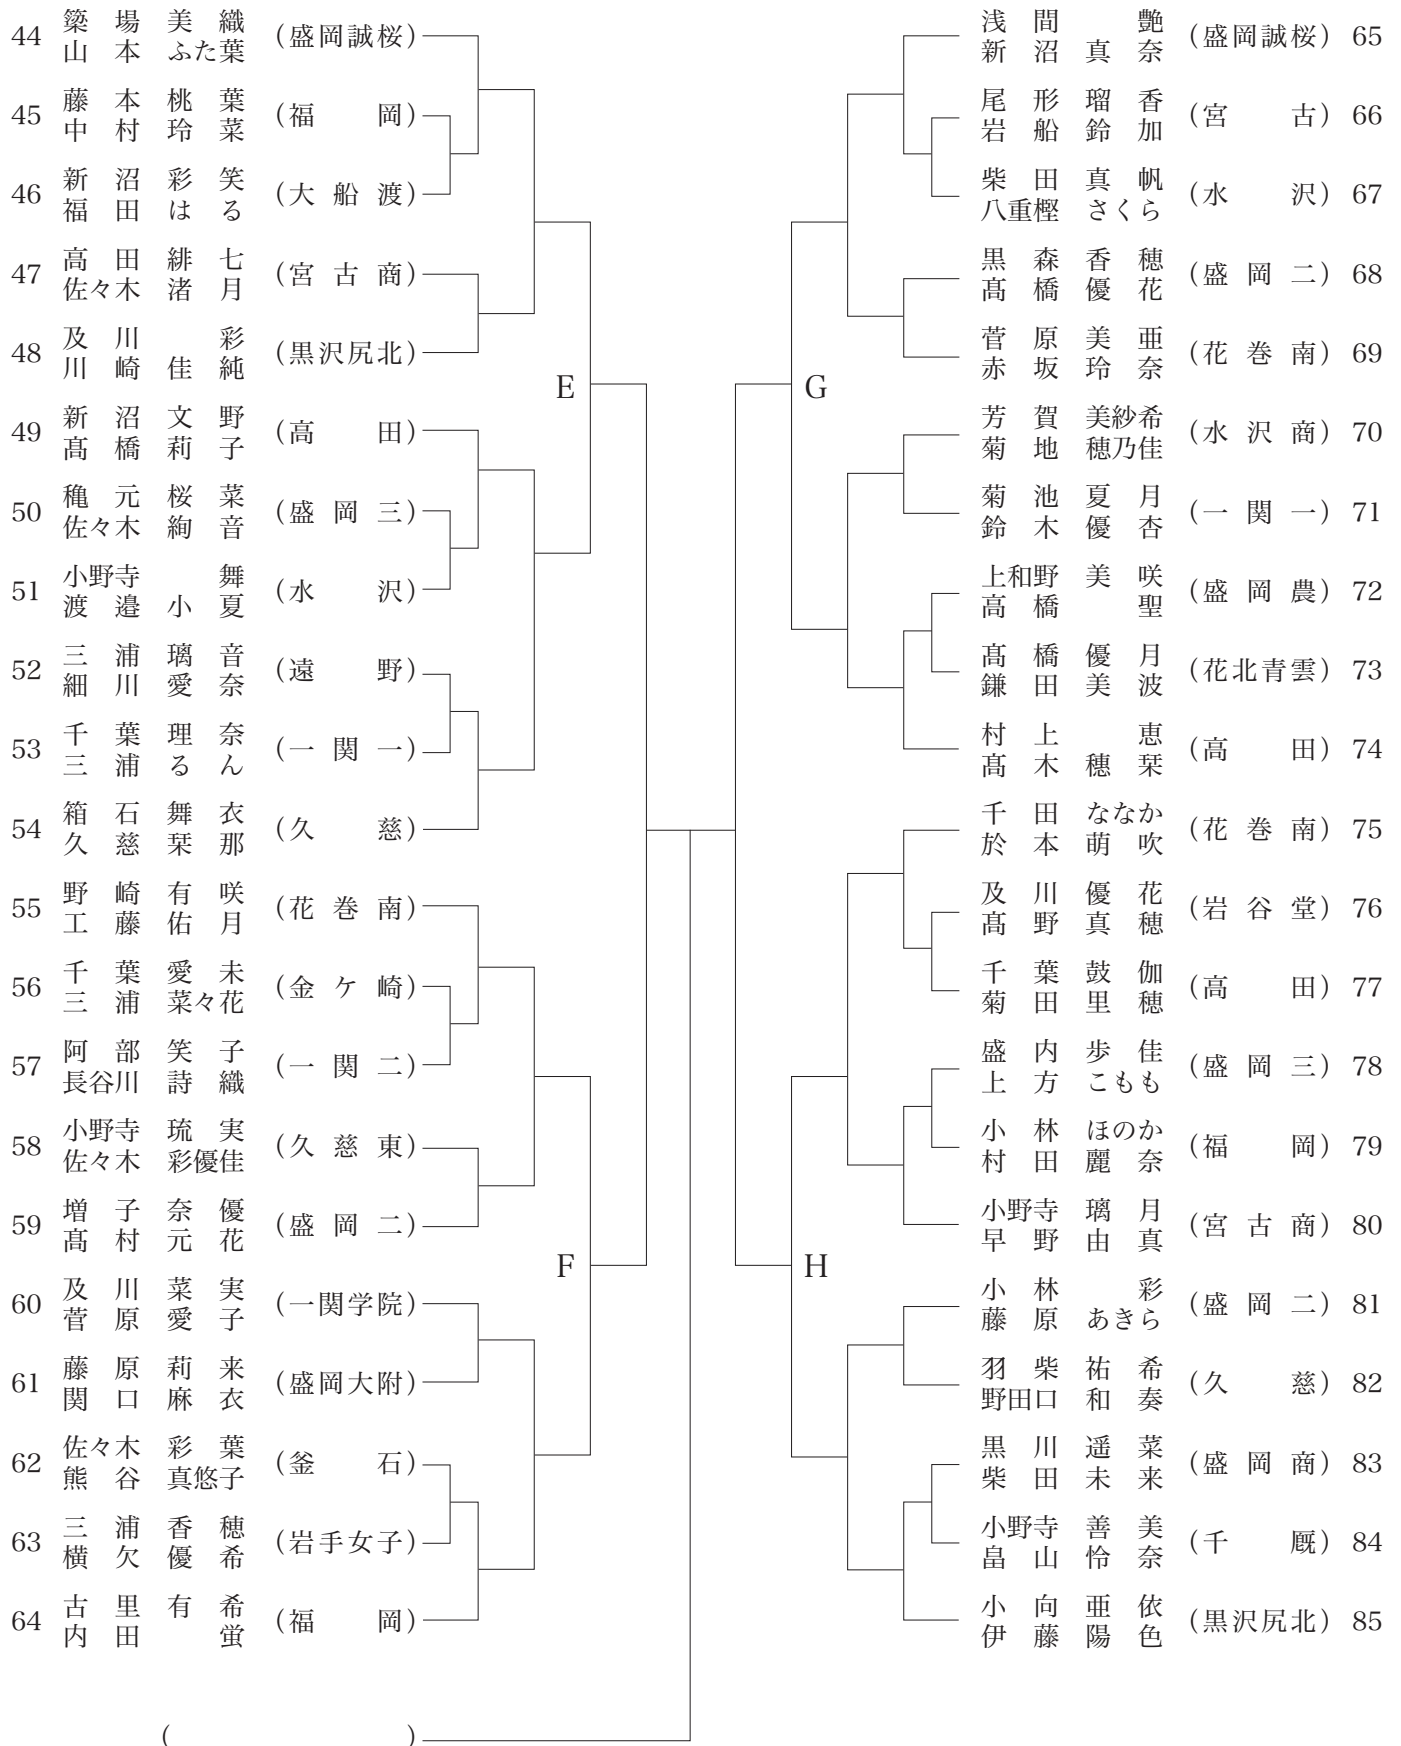 44 簗場美織 (盛岡誠桜)
山本ふた葉
45 藤本桃葉 (福岡)
中村玲菜
46 新沼彩笑 (大船渡)
福田はる
47 高田緋七 (宮古商)
佐々木渚月
48 及川彩 (黒沢尻北)
川崎佳純
E
49 新沼文野 (高田)
髙橋莉子
50 穐元桜菜 (盛岡三)
佐々木絢音
51 小野寺舞 (水沢)
渡邉小夏
52 三浦璃音 (遠野)
細川愛奈
53 千葉理奈 (一関一)
三浦るん
54 箱石舞衣 (久慈)
久慈栞那
55 野崎有咲 (花巻南)
工藤佑月
56 千葉愛未 (金ケ崎)
三浦菜々花
57 阿部笑子 (一関二)
長谷川詩織
58 小野寺琉実 (久慈東)
佐々木彩優佳
59 増子奈優 (盛岡二)
髙村元花
F
60 及川菜実 (一関学院)
菅原愛子
61 藤原莉来 (盛岡大附)
関口麻衣
62 佐々木彩葉 (釜石)
熊谷真悠子
63 三浦香穂 (岩手女子)
横欠優希
64 古里有希 (福岡)
内田蛍
( )
浅間艶 (盛岡誠桜) 65
新沼真奈
尾形瑠香 (宮古) 66
岩船鈴加
柴田真帆 (水沢) 67
八重樫さくら
黒森香穂 (盛岡二) 68
髙橋優花
菅原美亜 (花巻南) 69
赤坂玲奈
G
芳賀美紗希 (水沢商) 70
菊地穂乃佳
菊池夏月 (一関一) 71
鈴木優杏
上和野美咲 (盛岡農) 72
高橋聖
髙橋優月 (花北青雲) 73
鎌田美波
村上恵 (高田) 74
髙木穂栞
千田ななか (花巻南) 75
於本萌吹
及川優花 (岩谷堂) 76
髙野真穂
千葉鼓伽 (高田) 77
菊田里穂
盛内歩佳 (盛岡三) 78
上方こもも
小林ほのか (福岡) 79
村田麗奈
小野寺璃月 (宮古商) 80
早野由真
H
小林彩 (盛岡二) 81
藤原あきら
羽柴祐希 (久慈) 82
野田口和奏
黒川遥菜 (盛岡商) 83
柴田未来
小野寺善美 (千厩) 84
畠山怜奈
小向亜依 (黒沢尻北) 85
伊藤陽色